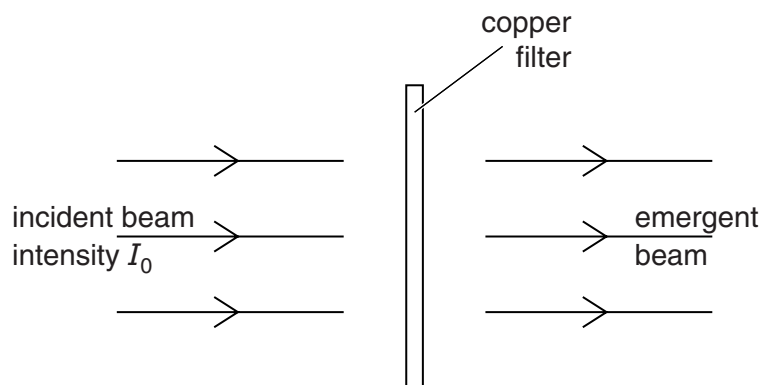 copper
filter
incident beam
intensity I₀
emergent
beam